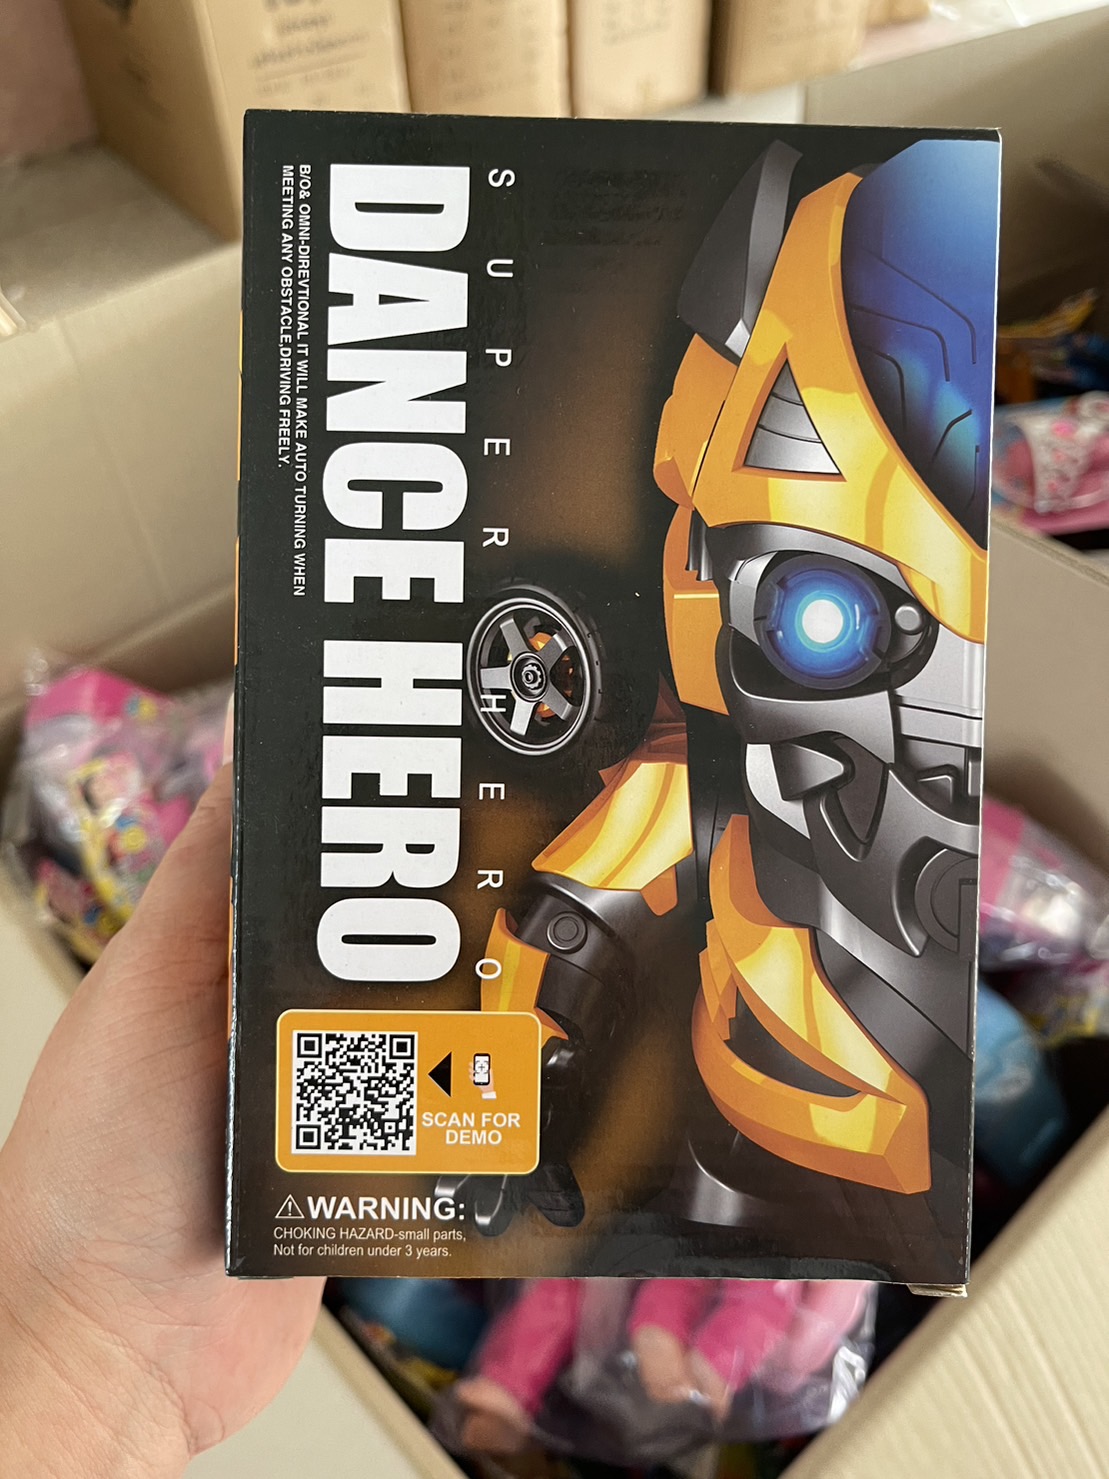 SUPER HERO
DANCE HERO
B/O& OMNI-DIREVTIONAL IT WILL MAKE AUTO TURNING WHEN
MEETING ANY OBSTACLE,DRIVING FREELY.
SCAN FOR
DEMO
WARNING:
CHOKING HAZARD-small parts,
Not for children under 3 years.